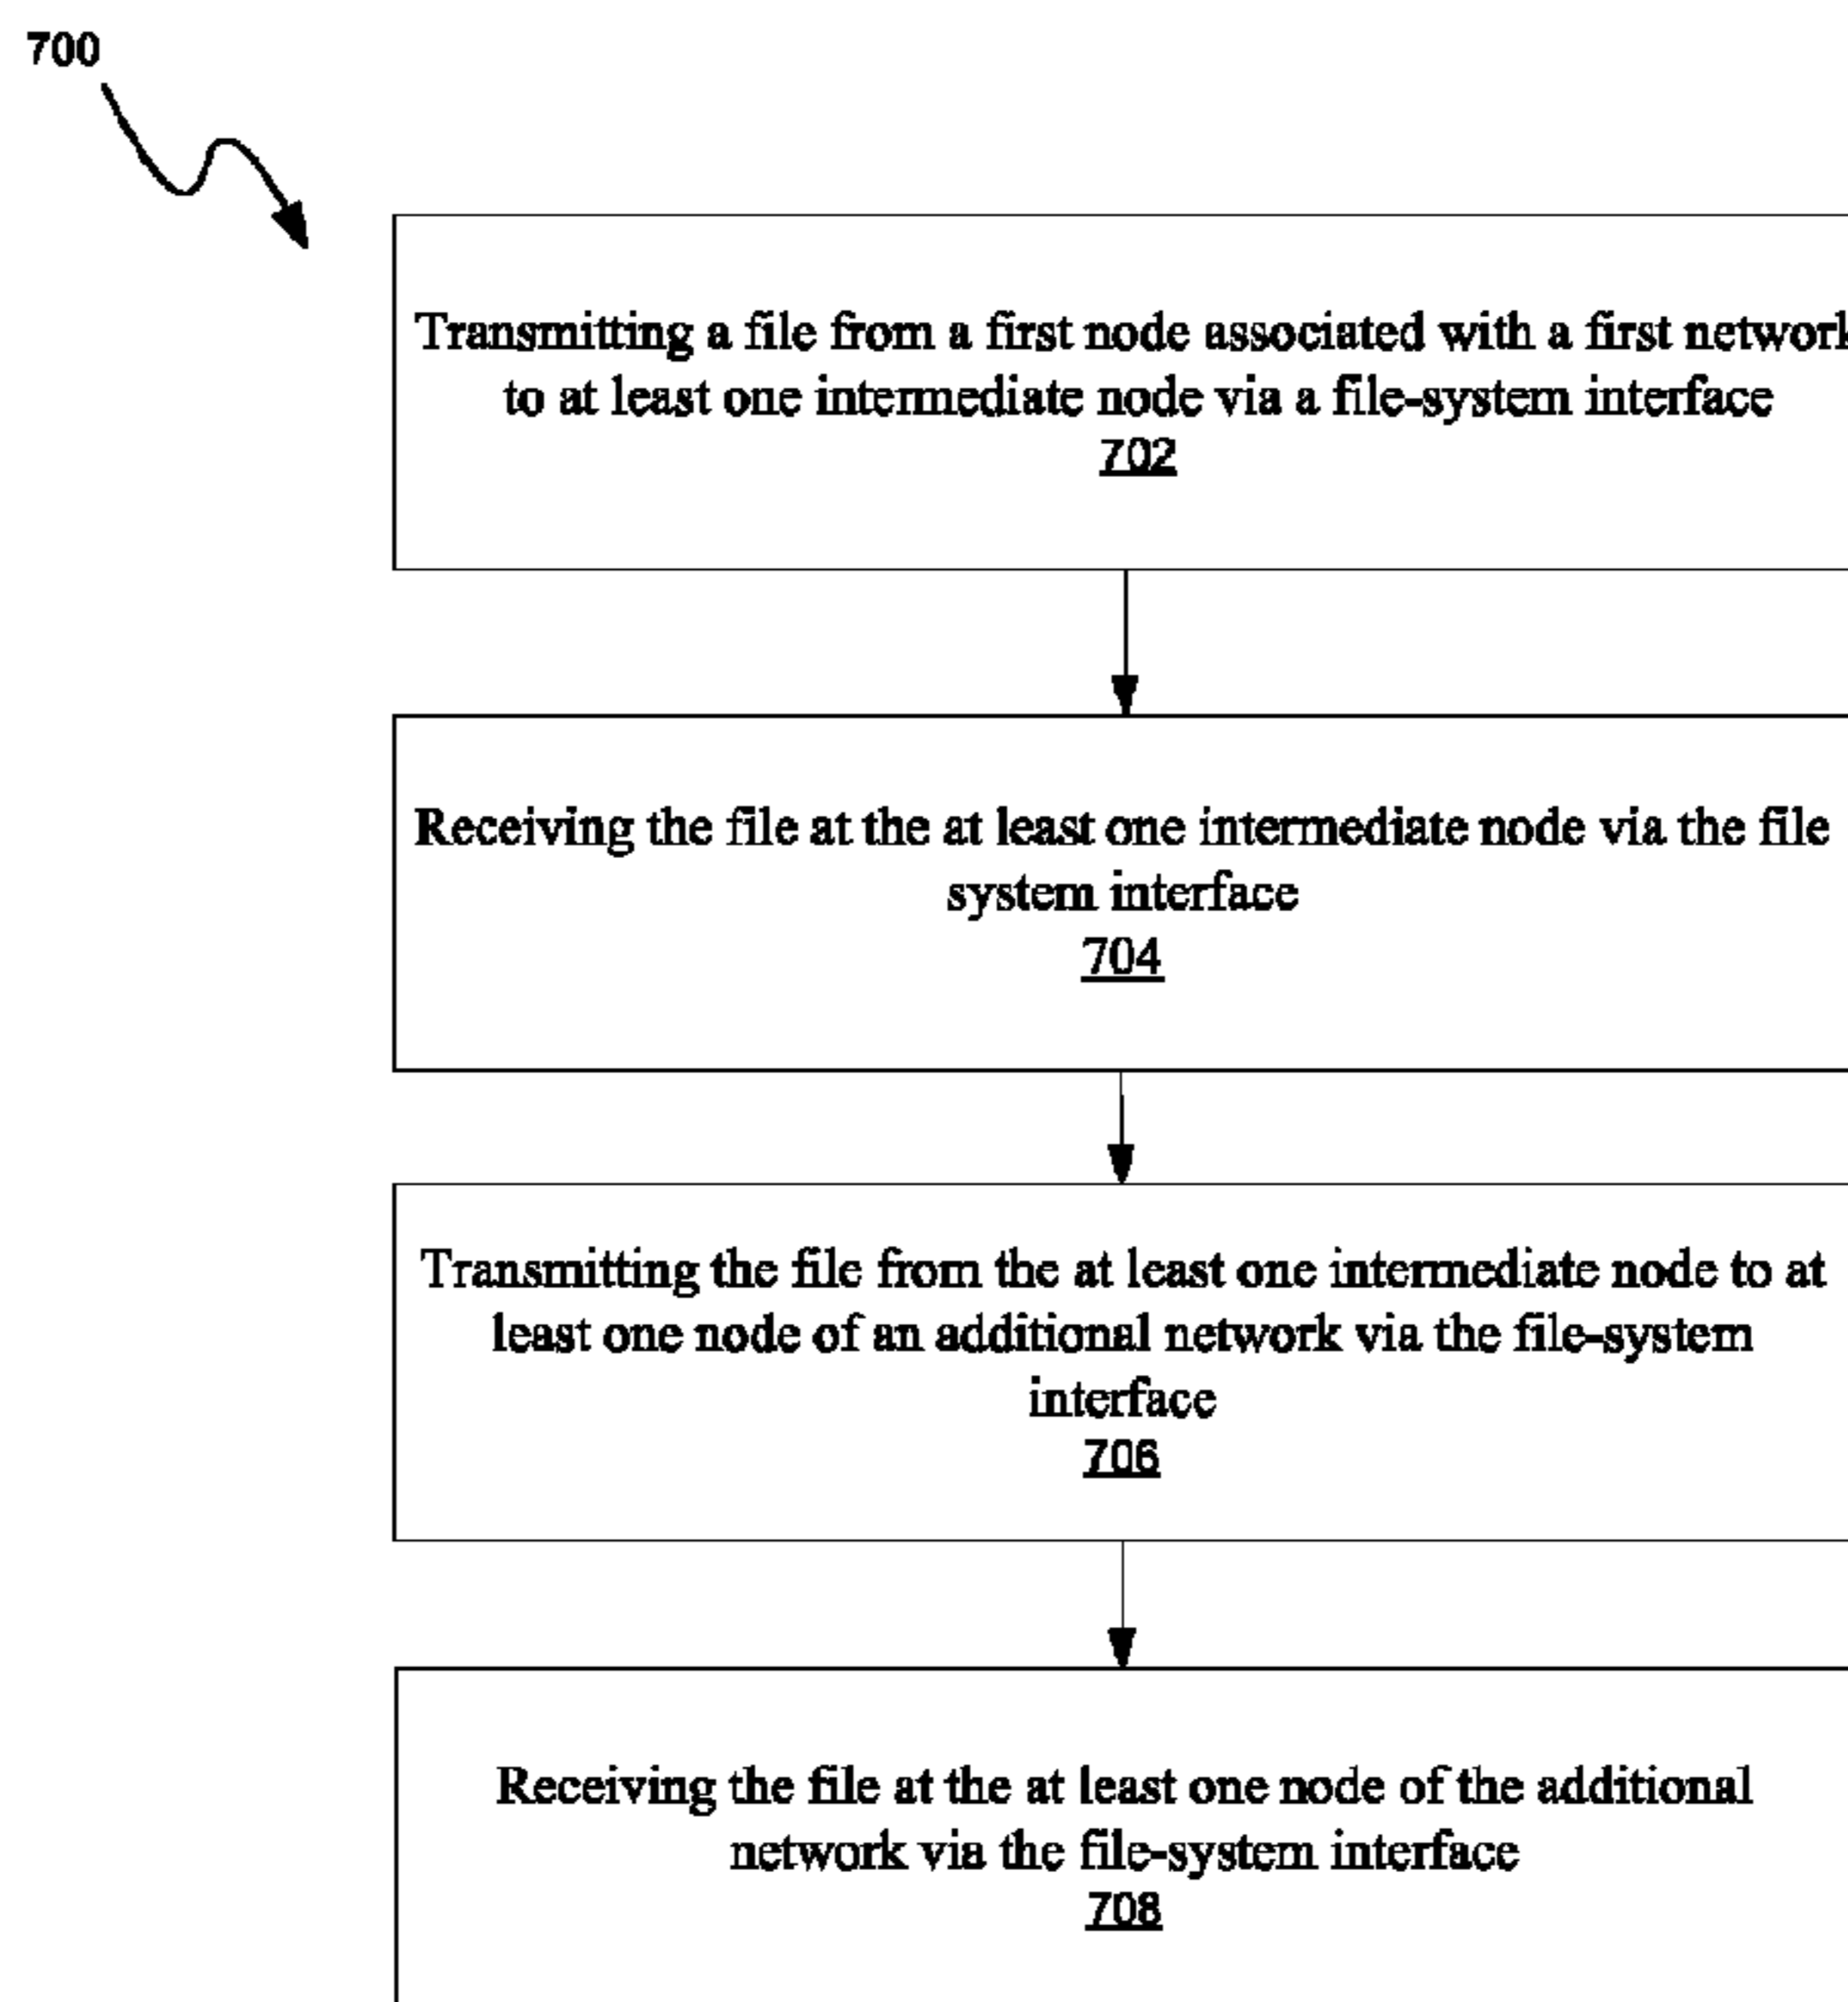 700
Transmitting a file from a first node associated with a first network
to at least one intermediate node via a file-system interface
702
Receiving the file at the at least one intermediate node via the file
system interface
704
Transmitting the file from the at least one intermediate node to at
least one node of an additional network via the file-system
interface
706
Receiving the file at the at least one node of the additional
network via the file-system interface
708